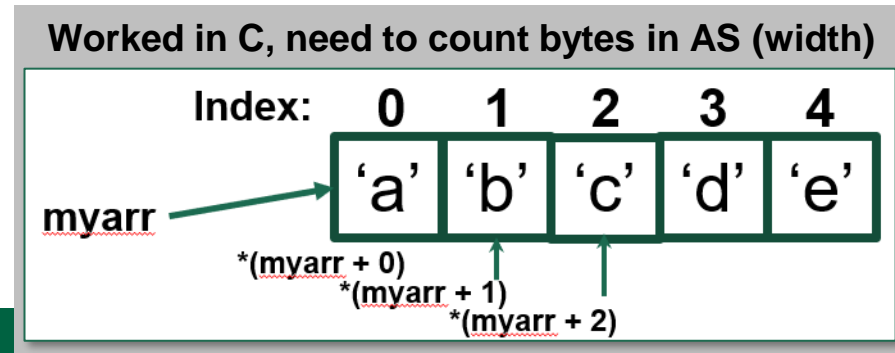 Worked in C, need to count bytes in AS (width)
Index: 0 1 2 3 4
‘a’ ‘b’ ‘c’ ‘d’ ‘e’
myarr
*(myarr + 0)
*(myarr + 1)
*(myarr + 2)